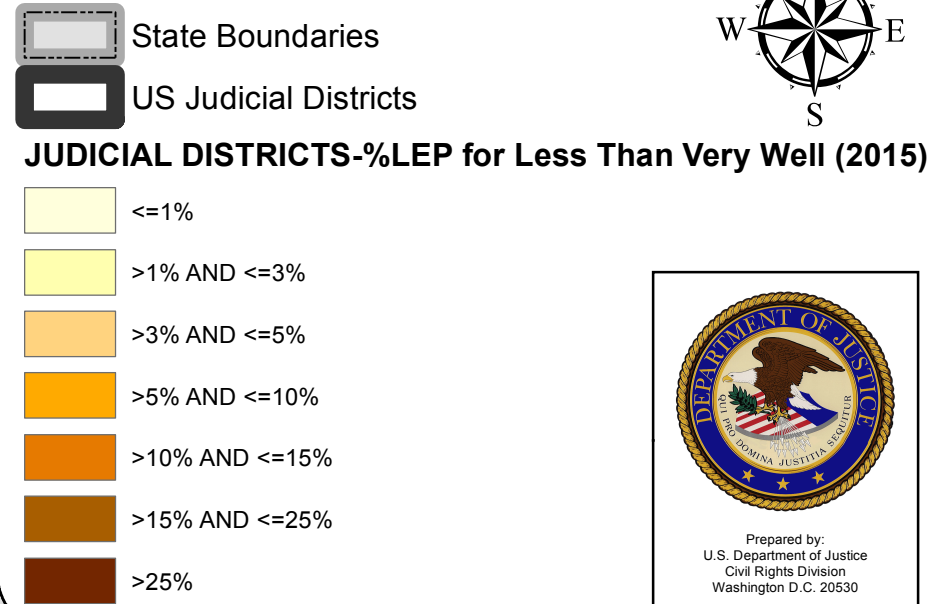 State Boundaries
US Judicial Districts
W
E
S
JUDICIAL DISTRICTS-%LEP for Less Than Very Well (2015)
<=1%
>1% AND <=3%
>3% AND <=5%
>5% AND <=10%
>10% AND <=15%
>15% AND <=25%
>25%
DEPARTMENT OF JUSTICE
QUI PRO DOMINA JUSTITIA SEQUITUR
Prepared by:
U.S. Department of Justice
Civil Rights Division
Washington D.C. 20530